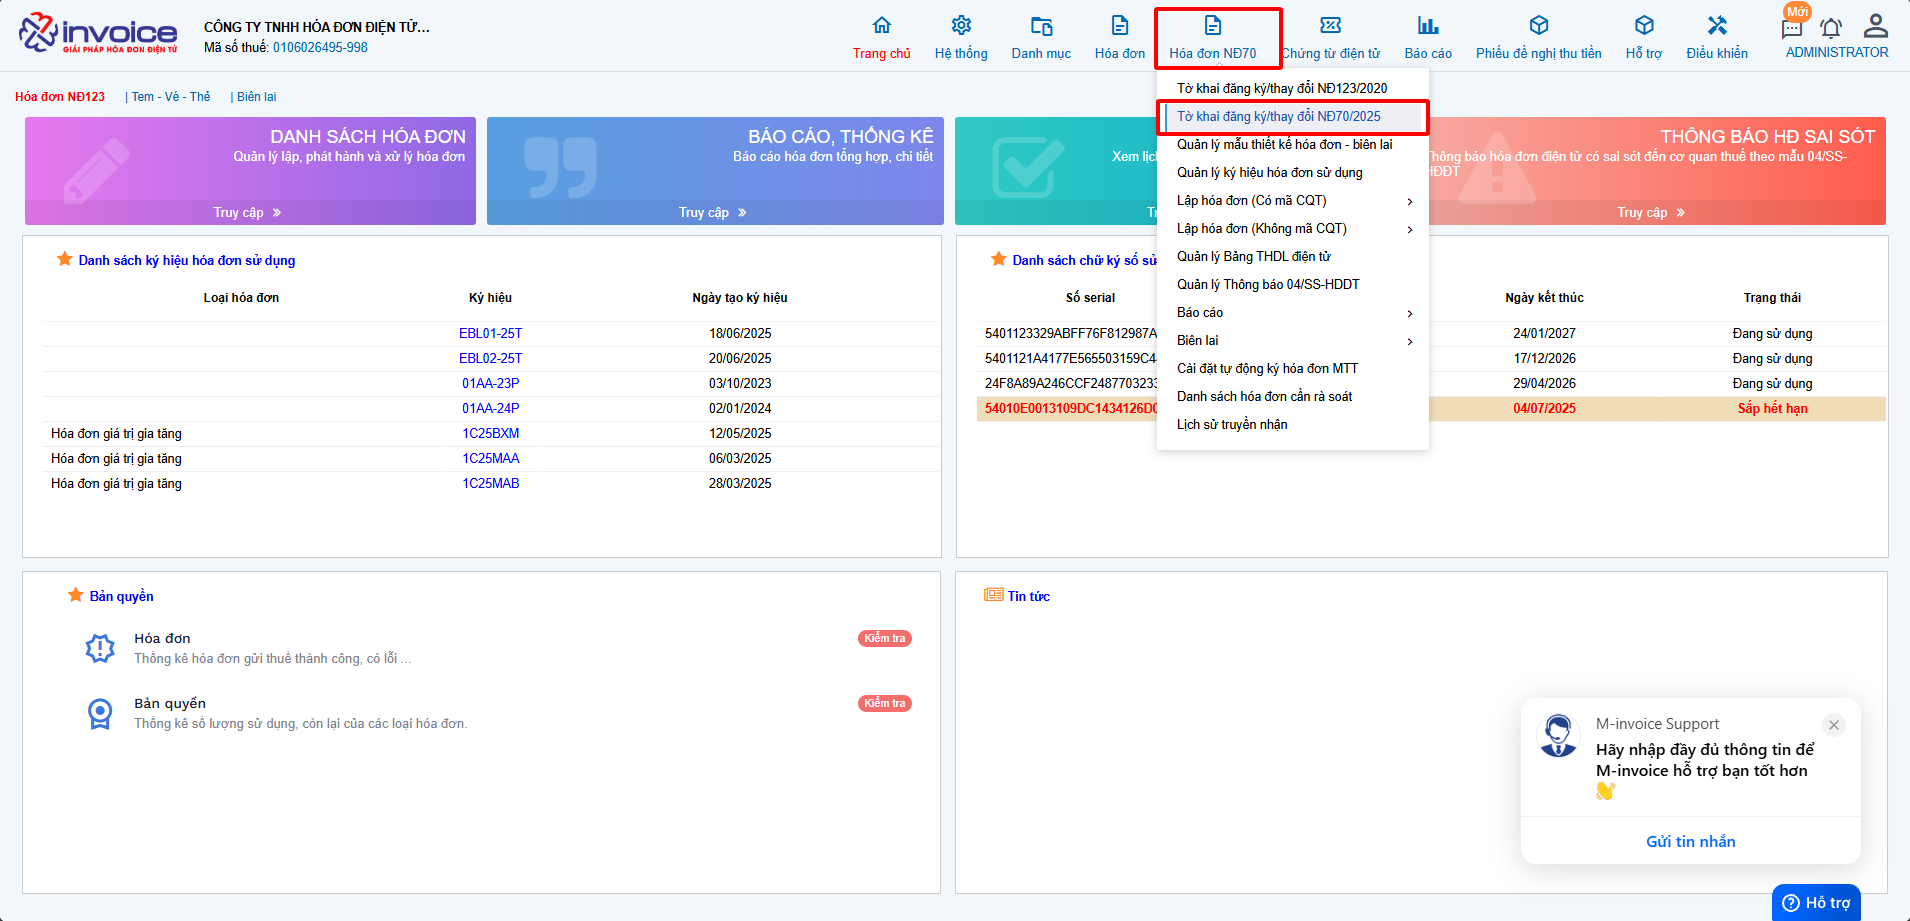 invoice
GIẢI PHÁP HÓA ĐƠN ĐIỆN TỬ
CÔNG TY TNHH HÓA ĐƠN ĐIỆN TỬ...
Mã số thuế: 0106026495-998
Trang chủ
Hệ thống
Danh mục
Hóa đơn
Hóa đơn NĐ70
Chứng từ điện tử
Báo cáo
Phiếu đề nghị thu tiền
Hỗ trợ
Điều khiển
Mới
ADMINISTRATOR
Hóa đơn NĐ123 | Tem - Vé - Thẻ | Biên lai
DANH SÁCH HÓA ĐƠN
Quản lý lập, phát hành và xử lý hóa đơn
Truy cập »
BÁO CÁO, THỐNG KÊ
Báo cáo hóa đơn tổng hợp, chi tiết
Truy cập »
Xem lịc
Tr
THÔNG BÁO HĐ SAI SÓT
Thông báo hóa đơn điện tử có sai sót đến cơ quan thuế theo mẫu 04/SS-
HĐĐT
Truy cập »
Tờ khai đăng ký/thay đổi NĐ123/2020
Tờ khai đăng ký/thay đổi NĐ70/2025
Quản lý mẫu thiết kế hóa đơn - biên lai
Quản lý ký hiệu hóa đơn sử dụng
Lập hóa đơn (Có mã CQT)
Lập hóa đơn (Không mã CQT)
Quản lý Bảng THDL điện tử
Quản lý Thông báo 04/SS-HDDT
Báo cáo
Biên lai
Cài đặt tự động ký hóa đơn MTT
Danh sách hóa đơn cần rà soát
Lịch sử truyền nhận
Danh sách ký hiệu hóa đơn sử dụng
Loại hóa đơn Ký hiệu Ngày tạo ký hiệu
EBL01-25T 18/06/2025
EBL02-25T 20/06/2025
01AA-23P 03/10/2023
01AA-24P 02/01/2024
Hóa đơn giá trị gia tăng 1C25BXM 12/05/2025
Hóa đơn giá trị gia tăng 1C25MAA 06/03/2025
Hóa đơn giá trị gia tăng 1C25MAB 28/03/2025
Danh sách chữ ký số sử
Số serial Ngày kết thúc Trạng thái
5401123329ABFF76F812987A 24/01/2027 Đang sử dụng
5401121A4177E565503159C4 17/12/2026 Đang sử dụng
24F8A89A246CCF2487703233 29/04/2026 Đang sử dụng
54010E0013109DC1434126D0 04/07/2025 Sắp hết hạn
Bản quyền
Hóa đơn
Thống kê hóa đơn gửi thuế thành công, có lỗi ...
Kiểm tra
Bản quyền
Thống kê số lượng sử dụng, còn lại của các loại hóa đơn.
Kiểm tra
Tin tức
M-invoice Support
Hãy nhập đầy đủ thông tin để
M-invoice hỗ trợ bạn tốt hơn
👋
Gửi tin nhắn
Hỗ trợ